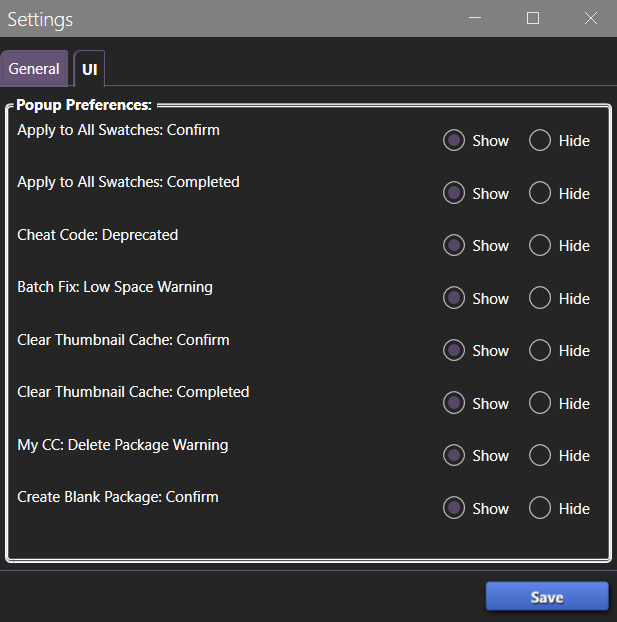 Settings
General UI
Popup Preferences:
Apply to All Swatches: Confirm Show Hide
Apply to All Swatches: Completed Show Hide
Cheat Code: Deprecated Show Hide
Batch Fix: Low Space Warning Show Hide
Clear Thumbnail Cache: Confirm Show Hide
Clear Thumbnail Cache: Completed Show Hide
My CC: Delete Package Warning Show Hide
Create Blank Package: Confirm Show Hide
Save